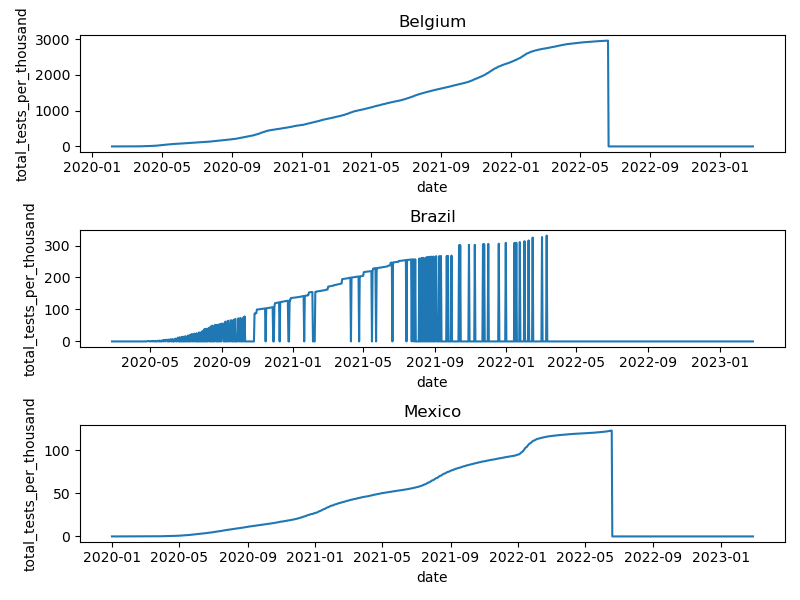 Belgium
total_tests_per_thousand
3000
2000
1000
0
2020-01 2020-05 2020-09 2021-01 2021-05 2021-09 2022-01 2022-05 2022-09 2023-01
date
Brazil
total_tests_per_thousand
300
200
100
0
2020-05 2020-09 2021-01 2021-05 2021-09 2022-01 2022-05 2022-09 2023-01
date
Mexico
total_tests_per_thousand
100
50
0
2020-01 2020-05 2020-09 2021-01 2021-05 2021-09 2022-01 2022-05 2022-09 2023-01
date